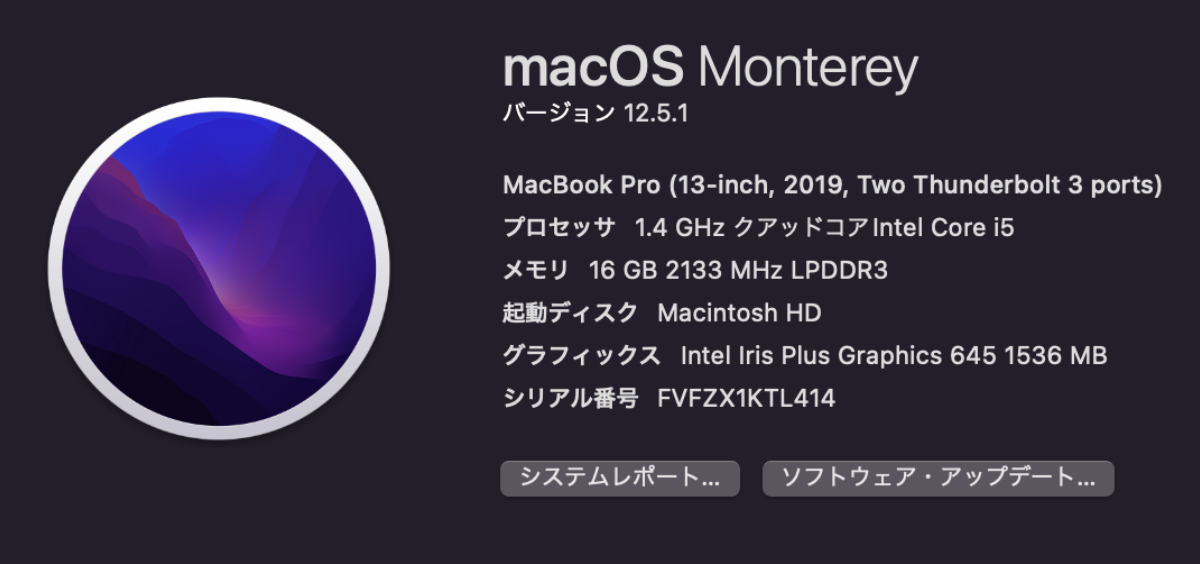 macOS Monterey
バージョン 12.5.1
MacBook Pro (13-inch, 2019, Two Thunderbolt 3 ports)
プロセッサ 1.4 GHz クアッドコアIntel Core i5
メモリ 16 GB 2133 MHz LPDDR3
起動ディスク Macintosh HD
グラフィックス Intel Iris Plus Graphics 645 1536 MB
シリアル番号 FVFZX1KTL414
システムレポート... ソフトウェア・アップデート...